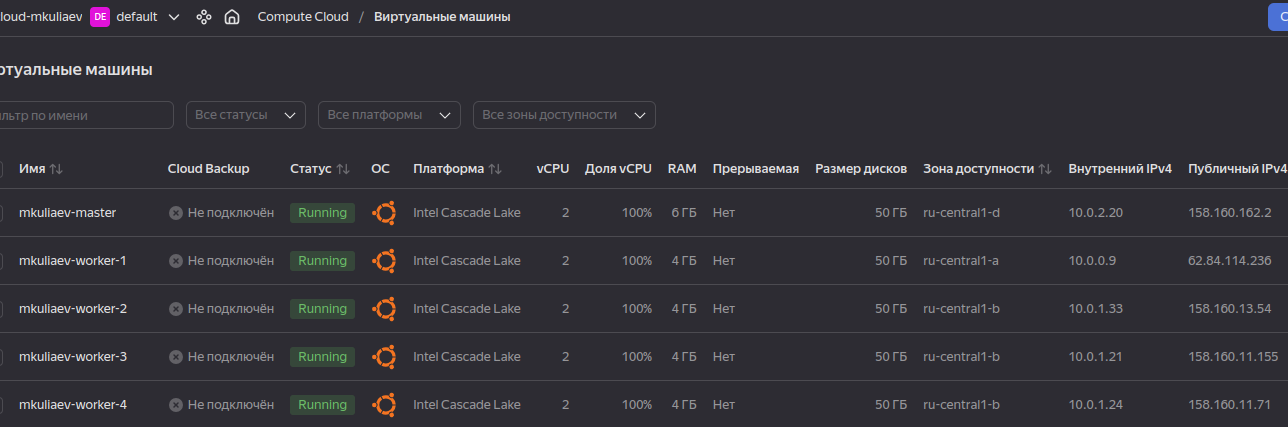 loud-mkuliaev DE default Compute Cloud / Виртуальные машины
ртуальные машины
льтр по имени Все статусы Все платформы Все зоны доступности
Имя Cloud Backup Статус ОС Платформа vCPU Доля vCPU RAM Прерываемая Размер дисков Зона доступности Внутренний IPv4 Публичный IPv4
mkuliaev-master Не подключён Running Intel Cascade Lake 2 100% 6 ГБ Нет 50 ГБ ru-central1-d 10.0.2.20 158.160.162.2
mkuliaev-worker-1 Не подключён Running Intel Cascade Lake 2 100% 4 ГБ Нет 50 ГБ ru-central1-a 10.0.0.9 62.84.114.236
mkuliaev-worker-2 Не подключён Running Intel Cascade Lake 2 100% 4 ГБ Нет 50 ГБ ru-central1-b 10.0.1.33 158.160.13.54
mkuliaev-worker-3 Не подключён Running Intel Cascade Lake 2 100% 4 ГБ Нет 50 ГБ ru-central1-b 10.0.1.21 158.160.11.155
mkuliaev-worker-4 Не подключён Running Intel Cascade Lake 2 100% 4 ГБ Нет 50 ГБ ru-central1-b 10.0.1.24 158.160.11.71